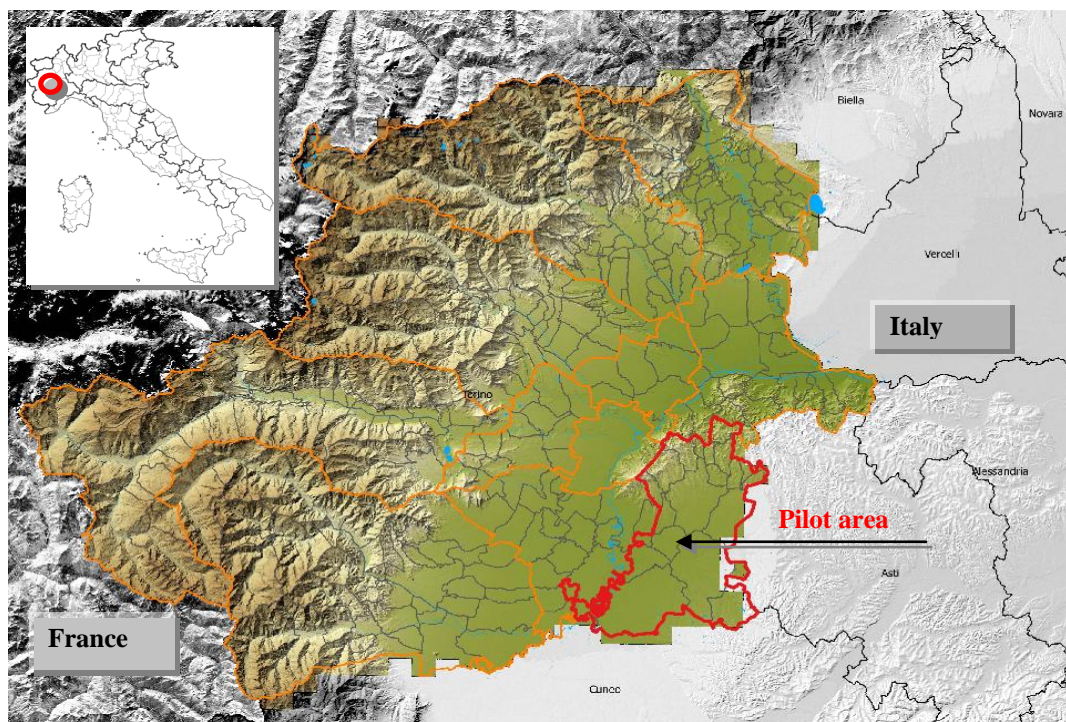 Biella
Novara
Vercelli
Italy
Torino
Alessandria
Pilot area
Asti
France
Cuneo